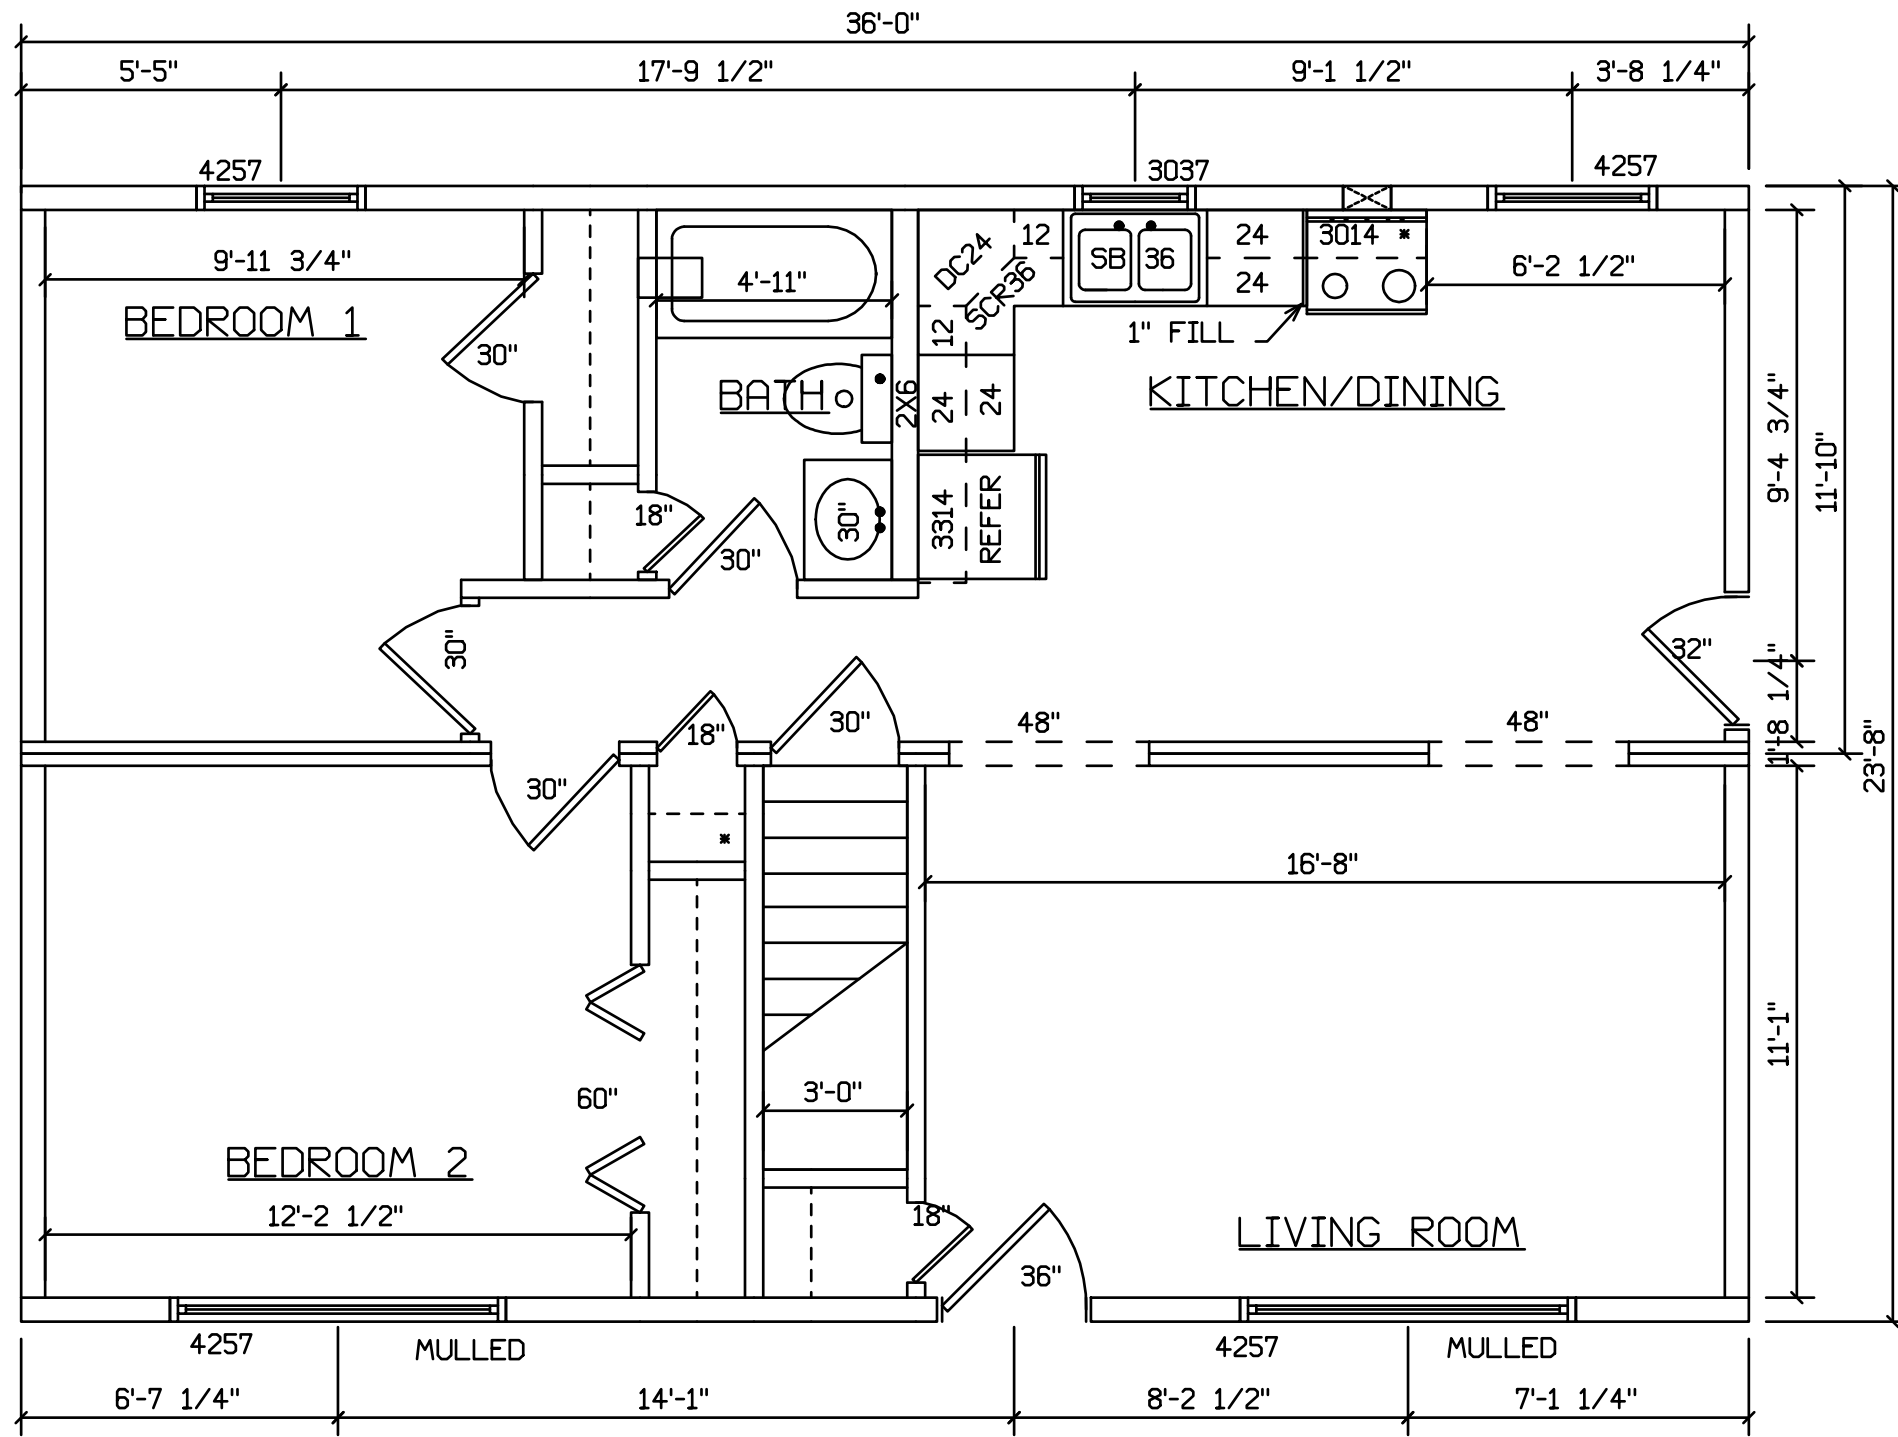 36'-0"
5'-5" 17'-9 1/2" 9'-1 1/2" 3'-8 1/4"
4257 3037 4257
12 24 3014 *
DC24 SB 36
9'-11 3/4" 4'-11" SCR36 24 6'-2 1/2"
BEDROOM 1 12 1" FILL
30"
BATH 2X6 24 24 KITCHEN/DINING
9'-4 3/4"
11'-10"
18" 30" 30" 3314 REFER
30" 32"
1'-8 1/4"
18" 30" 48" 48"
23'-8"
30"
*
16'-8"
11'-1"
60" 3'-0"
BEDROOM 2
12'-2 1/2" 18" LIVING ROOM
36"
4257 MULLED 4257 MULLED
6'-7 1/4" 14'-1" 8'-2 1/2" 7'-1 1/4"